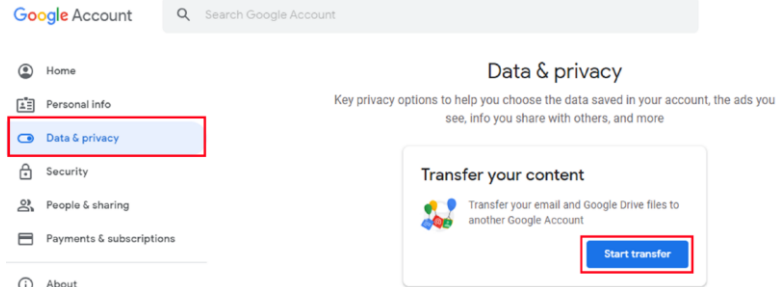 Google Account
Search Google Account
Home
Personal info
Data & privacy
Security
People & sharing
Payments & subscriptions
About
Data & privacy
Key privacy options to help you choose the data saved in your account, the ads you
see, info you share with others, and more
Transfer your content
Transfer your email and Google Drive files to
another Google Account
Start transfer